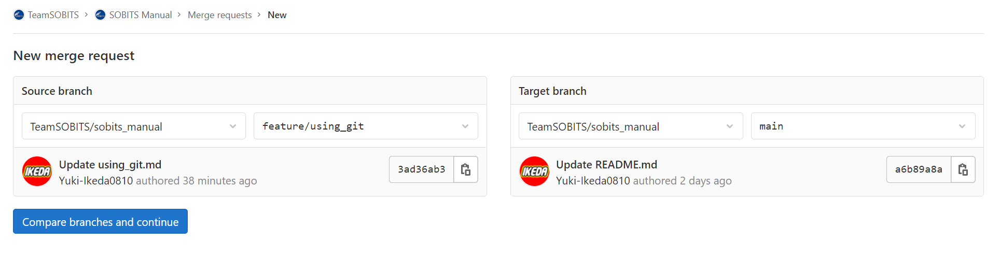 TeamSOBITS > SOBITS Manual > Merge requests > New
New merge request
Source branch
TeamSOBITS/sobits_manual feature/using_git
IKEDA Update using_git.md 3ad36ab3
Yuki-Ikeda0810 authored 38 minutes ago
Target branch
TeamSOBITS/sobits_manual main
IKEDA Update README.md a6b89a8a
Yuki-Ikeda0810 authored 2 days ago
Compare branches and continue